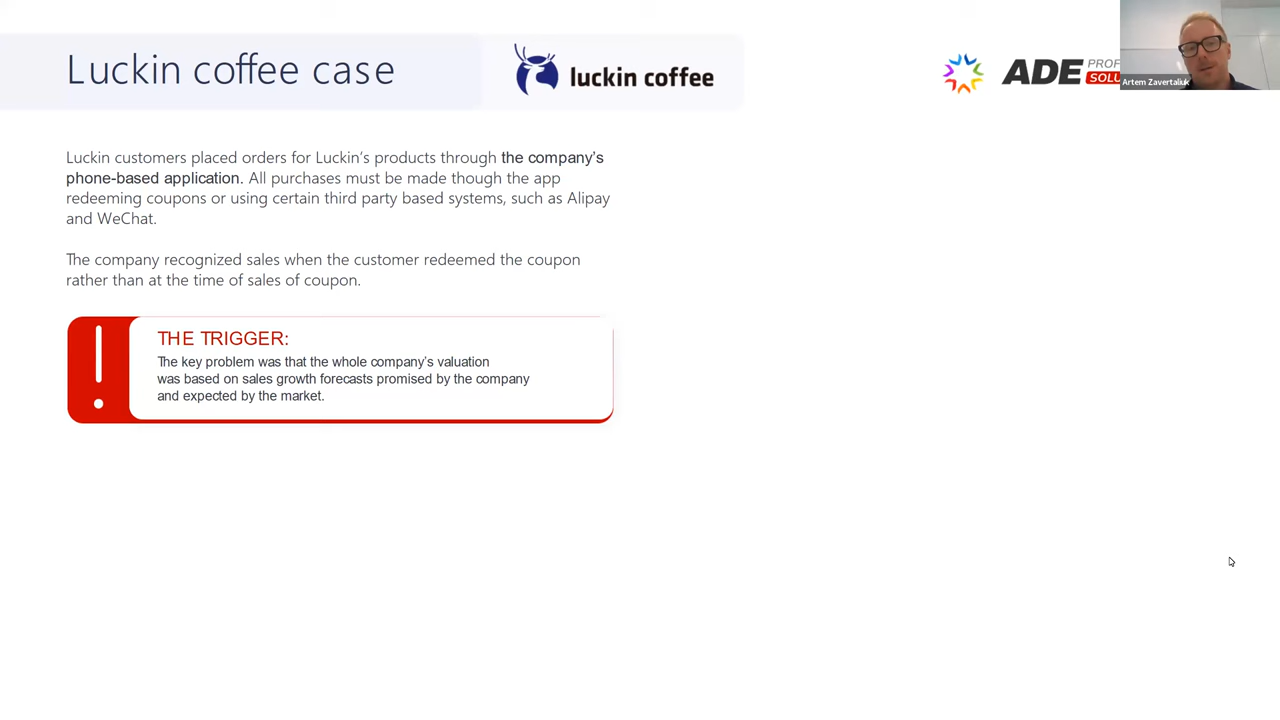 Luckin coffee case
luckin coffee
ADE
Artem Zavertaliuk
Luckin customers placed orders for Luckin's products through the company's
phone-based application. All purchases must be made though the app
redeeming coupons or using certain third party based systems, such as Alipay
and WeChat.
The company recognized sales when the customer redeemed the coupon
rather than at the time of sales of coupon.
THE TRIGGER:
The key problem was that the whole company's valuation
was based on sales growth forecasts promised by the company
and expected by the market.